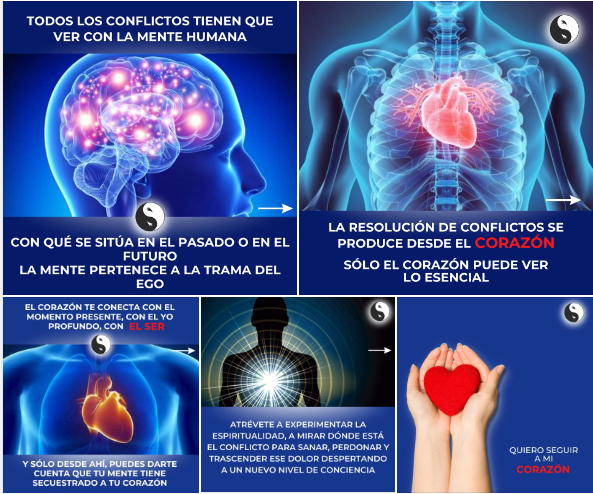 TODOS LOS CONFLICTOS TIENEN QUE
VER CON LA MENTE HUMANA
CON QUÉ SE SITÚA EN EL PASADO O EN EL
FUTURO
LA MENTE PERTENECE A LA TRAMA DEL
EGO
LA RESOLUCIÓN DE CONFLICTOS SE
PRODUCE DESDE EL CORAZÓN
SÓLO EL CORAZÓN PUEDE VER
LO ESENCIAL
EL CORAZÓN TE CONECTA CON EL
MOMENTO PRESENTE, CON EL YO
PROFUNDO, CON EL SER
Y SÓLO DESDE AHÍ, PUEDES DARTE
CUENTA QUE TU MENTE TIENE
SECUESTRADO A TU CORAZÓN
ATRÉVETE A EXPERIMENTAR LA
ESPIRITUALIDAD, A MIRAR DÓNDE ESTÁ
EL CONFLICTO PARA SANAR, PERDONAR Y
TRASCENDER ESE DOLOR DESPERTANDO
A UN NUEVO NIVEL DE CONCIENCIA
QUIERO SEGUIR
A MI
CORAZÓN